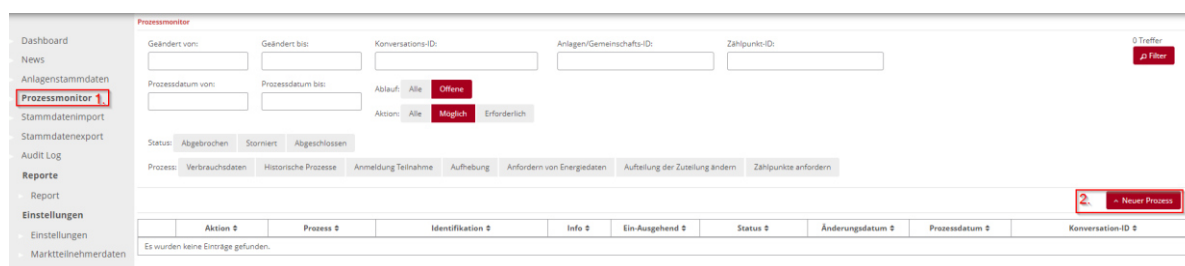 Prozessmonitor
Dashboard
News
Anlagenstammdaten
Prozessmonitor 1.
Stammdatenimport
Stammdatenexport
Audit Log
Reporte
Report
Einstellungen
Einstellungen
Marktteilnehmerdaten
Geändert von: Geändert bis: Konversations-ID: Anlagen/Gemeinschafts-ID: Zählpunkt-ID: 0 Treffer
Filter
Prozessdatum von: Prozessdatum bis: Ablauf: Alle Offene
Aktion: Alle Möglich Erforderlich
Status: Abgebrochen Storniert Abgeschlossen
Prozess: Verbrauchsdaten Historische Prozesse Anmeldung Teilnahme Aufhebung Anfordern von Energiedaten Aufteilung der Zuteilung ändern Zählpunkte anfordern
2. Neuer Prozess
Aktion Prozess Identifikation Info Ein-Ausgehend Status Änderungsdatum Prozessdatum Konversation-ID
Es wurden keine Einträge gefunden.